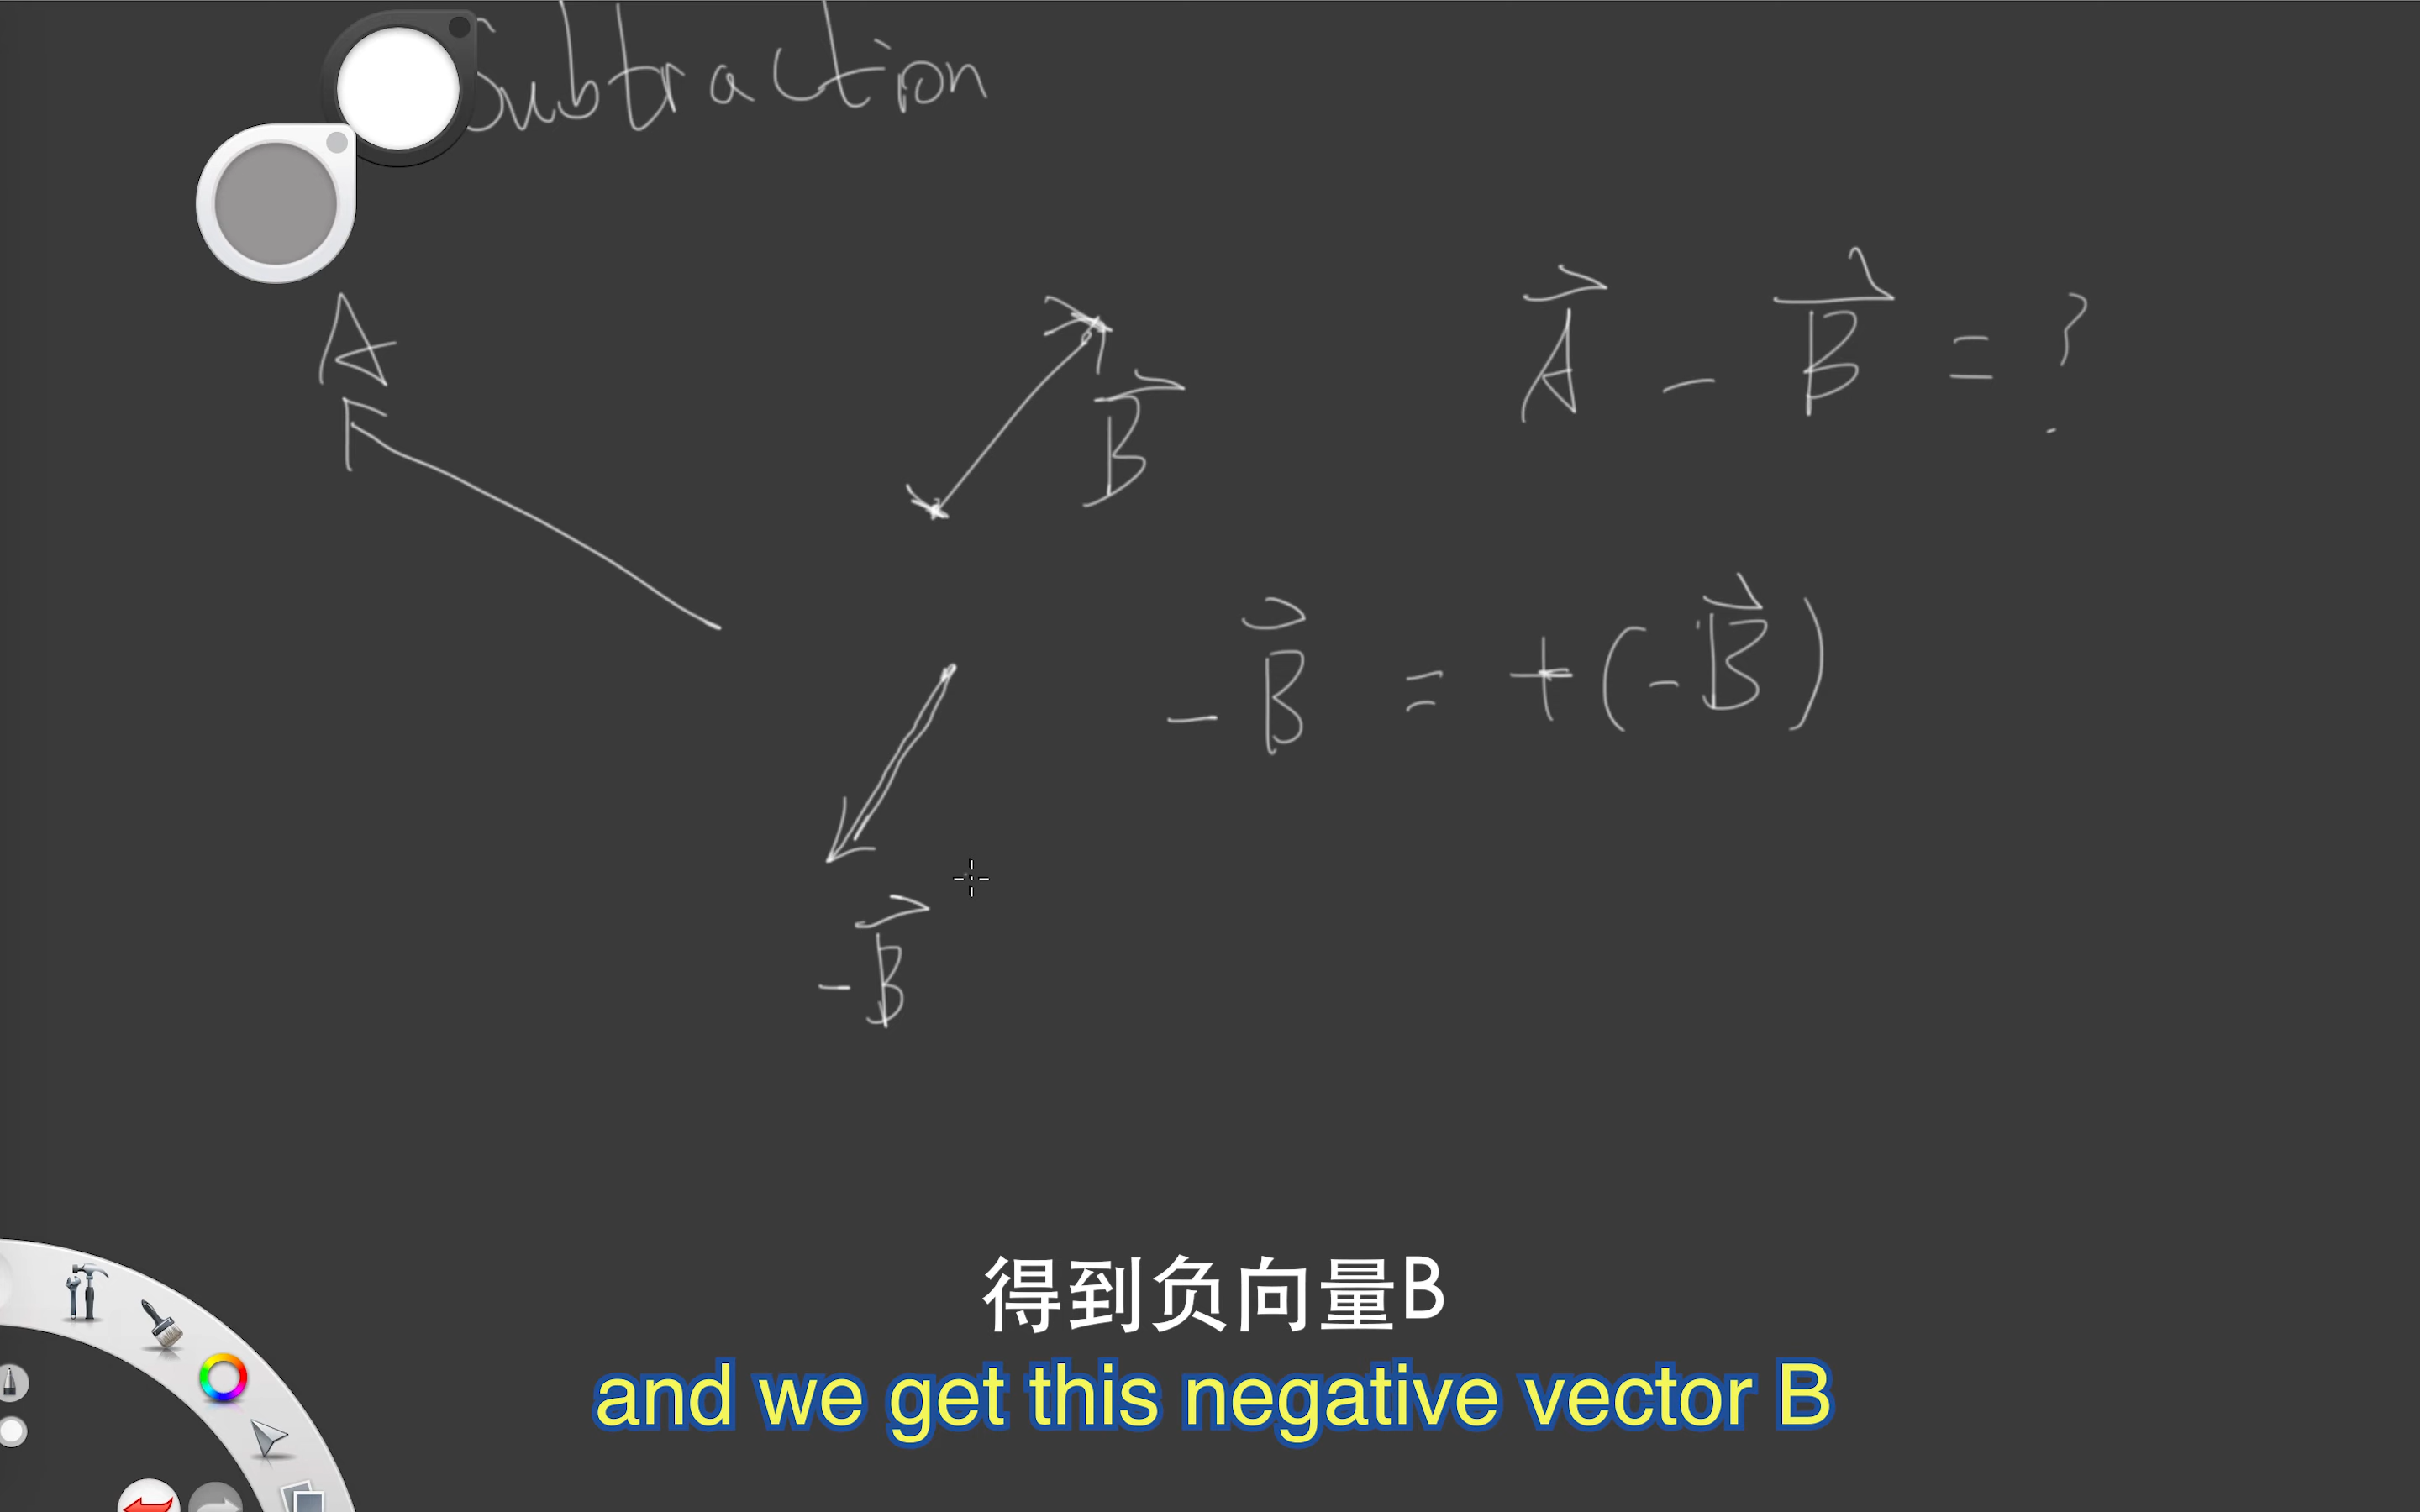 Subtraction
A
B⃗
A⃗ - B⃗ = ?
- B⃗ = + (- B⃗)
- B⃗
得到负向量B
and we get this negative vector B